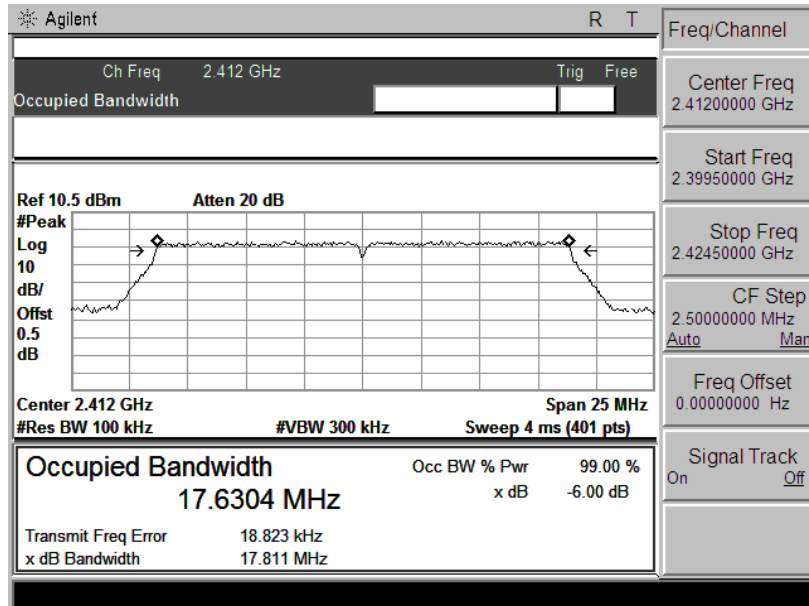 Agilent R T
Ch Freq 2.412 GHz Trig Free
Occupied Bandwidth
Ref 10.5 dBm Atten 20 dB
#Peak
Log
10
dB/
Offst
0.5
dB
Center 2.412 GHz Span 25 MHz
#Res BW 100 kHz #VBW 300 kHz Sweep 4 ms (401 pts)
Occupied Bandwidth Occ BW % Pwr 99.00 %
17.6304 MHz x dB -6.00 dB
Transmit Freq Error 18.823 kHz
x dB Bandwidth 17.811 MHz
Freq/Channel
Center Freq
2.41200000 GHz
Start Freq
2.39950000 GHz
Stop Freq
2.42450000 GHz
CF Step
2.50000000 MHz
Auto Man
Freq Offset
0.00000000 Hz
Signal Track
On Off